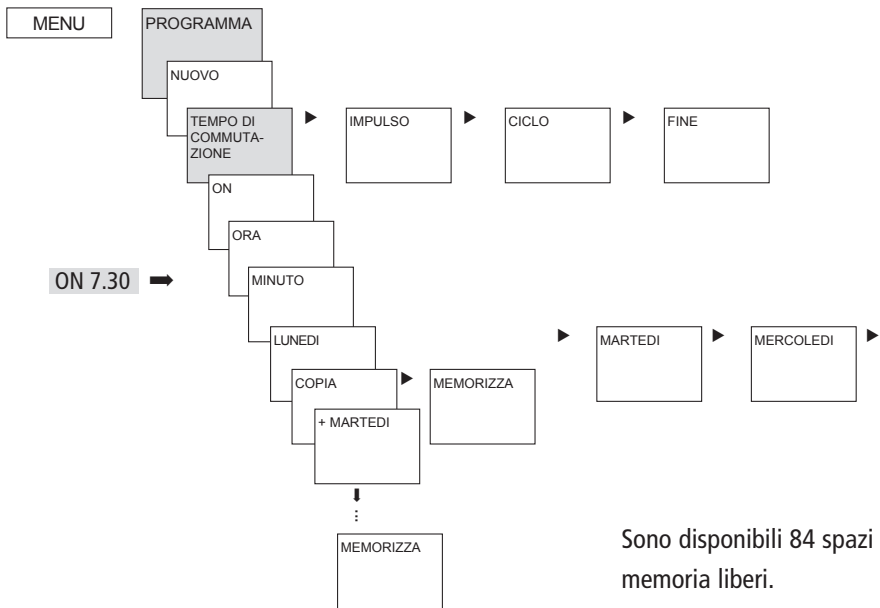 MENU
PROGRAMMA
NUOVO
TEMPO DI
COMMUTA-
ZIONE
IMPULSO
CICLO
FINE
ON
ORA
ON 7.30
MINUTO
LUNEDI
MARTEDI
MERCOLEDI
COPIA
MEMORIZZA
+ MARTEDI
MEMORIZZA
Sono disponibili 84 spazi
memoria liberi.